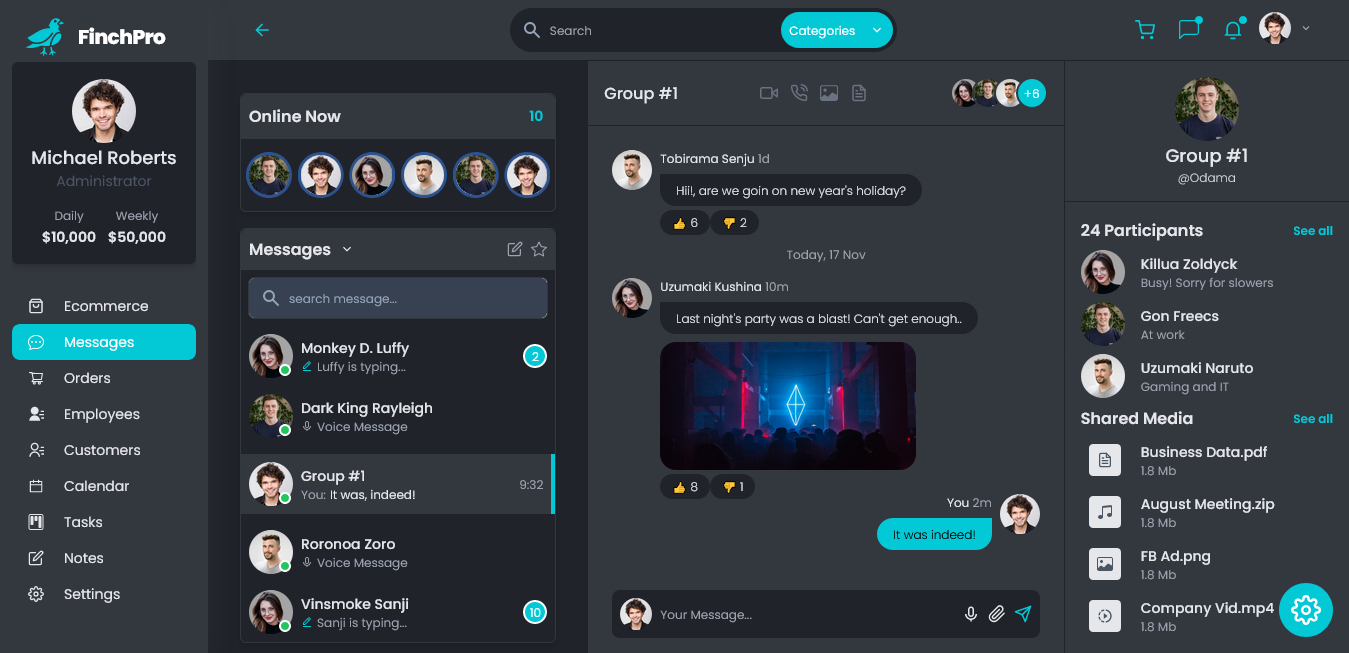 FinchPro
Michael Roberts
Administrator
Daily
Weekly
$10,000
$50,000
Ecommerce
Messages
Orders
Employees
Customers
Calendar
Tasks
Notes
Settings
Search
Categories
Online Now
10
Messages
search message...
Monkey D. Luffy
Luffy is typing...
2
Dark King Rayleigh
Voice Message
Group #1
You: It was, indeed!
9:32
Roronoa Zoro
Voice Message
Vinsmoke Sanji
Sanji is typing...
10
Group #1
+6
Tobirama Senju 1d
Hii!, are we goin on new year's holiday?
6
2
Today, 17 Nov
Uzumaki Kushina 10m
Last night's party was a blast! Can't get enough..
8
1
You 2m
It was indeed!
Your Message...
Group #1
@Odama
24 Participants
See all
Killua Zoldyck
Busy! Sorry for slowers
Gon Freecs
At work
Uzumaki Naruto
Gaming and IT
Shared Media
See all
Business Data.pdf
1.8 Mb
August Meeting.zip
1.8 Mb
FB Ad.png
1.8 Mb
Company Vid.mp4
1.8 Mb